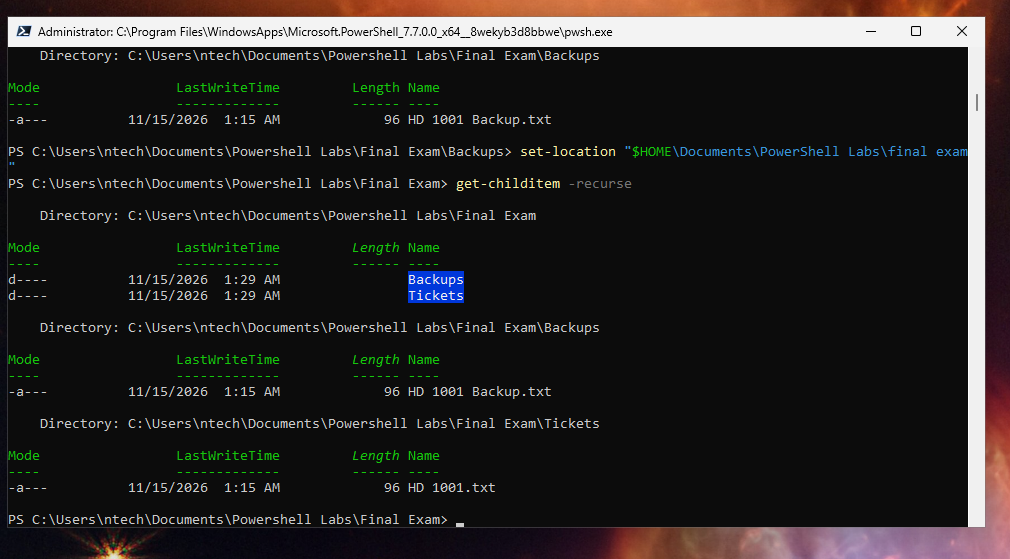 Administrator: C:\Program Files\WindowsApps\Microsoft.PowerShell_7.7.0.0_x64__8wekyb3d8bbwe\pwsh.exe
Directory: C:\Users\ntech\Documents\Powershell Labs\Final Exam\Backups
Mode LastWriteTime Length Name
---- ------------- ------ ----
-a--- 11/15/2026 1:15 AM 96 HD 1001 Backup.txt
PS C:\Users\ntech\Documents\Powershell Labs\Final Exam\Backups> set-location "$HOME\Documents\PowerShell Labs\final exam
"
PS C:\Users\ntech\Documents\Powershell Labs\Final Exam> get-childitem -recurse
Directory: C:\Users\ntech\Documents\Powershell Labs\Final Exam
Mode LastWriteTime Length Name
---- ------------- ------ ----
d---- 11/15/2026 1:29 AM Backups
d---- 11/15/2026 1:29 AM Tickets
Directory: C:\Users\ntech\Documents\Powershell Labs\Final Exam\Backups
Mode LastWriteTime Length Name
---- ------------- ------ ----
-a--- 11/15/2026 1:15 AM 96 HD 1001 Backup.txt
Directory: C:\Users\ntech\Documents\Powershell Labs\Final Exam\Tickets
Mode LastWriteTime Length Name
---- ------------- ------ ----
-a--- 11/15/2026 1:15 AM 96 HD 1001.txt
PS C:\Users\ntech\Documents\Powershell Labs\Final Exam>